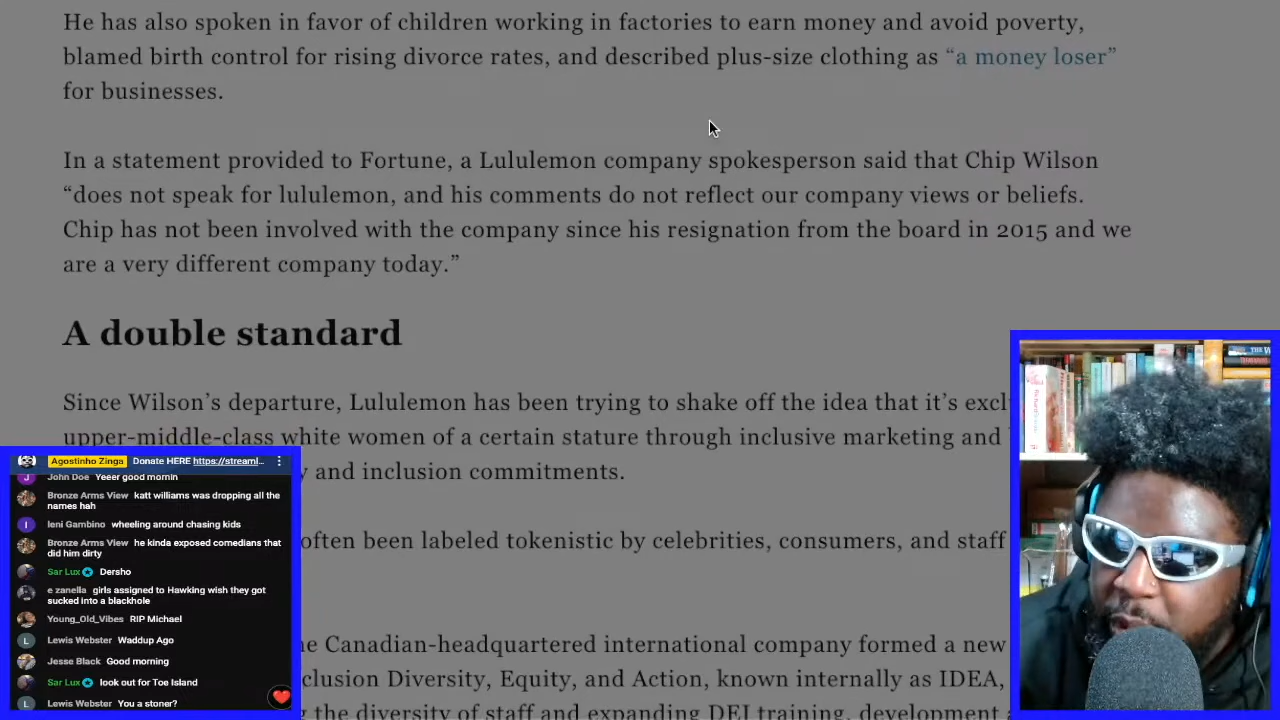 He has also spoken in favor of children working in factories to earn money and avoid poverty,
blamed birth control for rising divorce rates, and described plus-size clothing as “a money loser”
for businesses.
In a statement provided to Fortune, a Lululemon company spokesperson said that Chip Wilson
“does not speak for lululemon, and his comments do not reflect our company views or beliefs.
Chip has not been involved with the company since his resignation from the board in 2015 and we
are a very different company today.”
A double standard
Since Wilson’s departure, Lululemon has been trying to shake off the idea that it’s
upper-middle-class white women of a certain stature through inclusive marketing and
and inclusion commitments.
often been labeled tokenistic by celebrities, consumers, and staff
Canadian-headquartered international company formed a new
Diversity, Equity, and Action, known internally as IDEA,
the diversity of staff and expanding DEI training, development
Agostinho Zinga Donate HERE https://streaml...
John Doe Yeeer good mornin
Bronze Arms View katt williams was dropping all the
names hah
Ieni Gambino wheeling around chasing kids
Bronze Arms View he kinda exposed comedians that
did him dirty
Sar Lux Dersho
e zanella girls assigned to Hawking wish they got
sucked into a blackhole
Young_Old_Vibes RIP Michael
Lewis Webster Waddup Ago
Jesse Black Good morning
Sar Lux look out for Toe Island
Lewis Webster You a stoner?